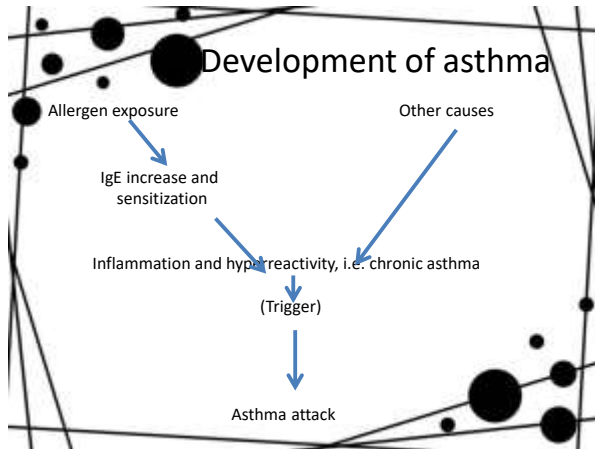 Development of asthma
Allergen exposure
Other causes
IgE increase and
sensitization
Inflammation and hyperreactivity, i.e. chronic asthma
(Trigger)
Asthma attack